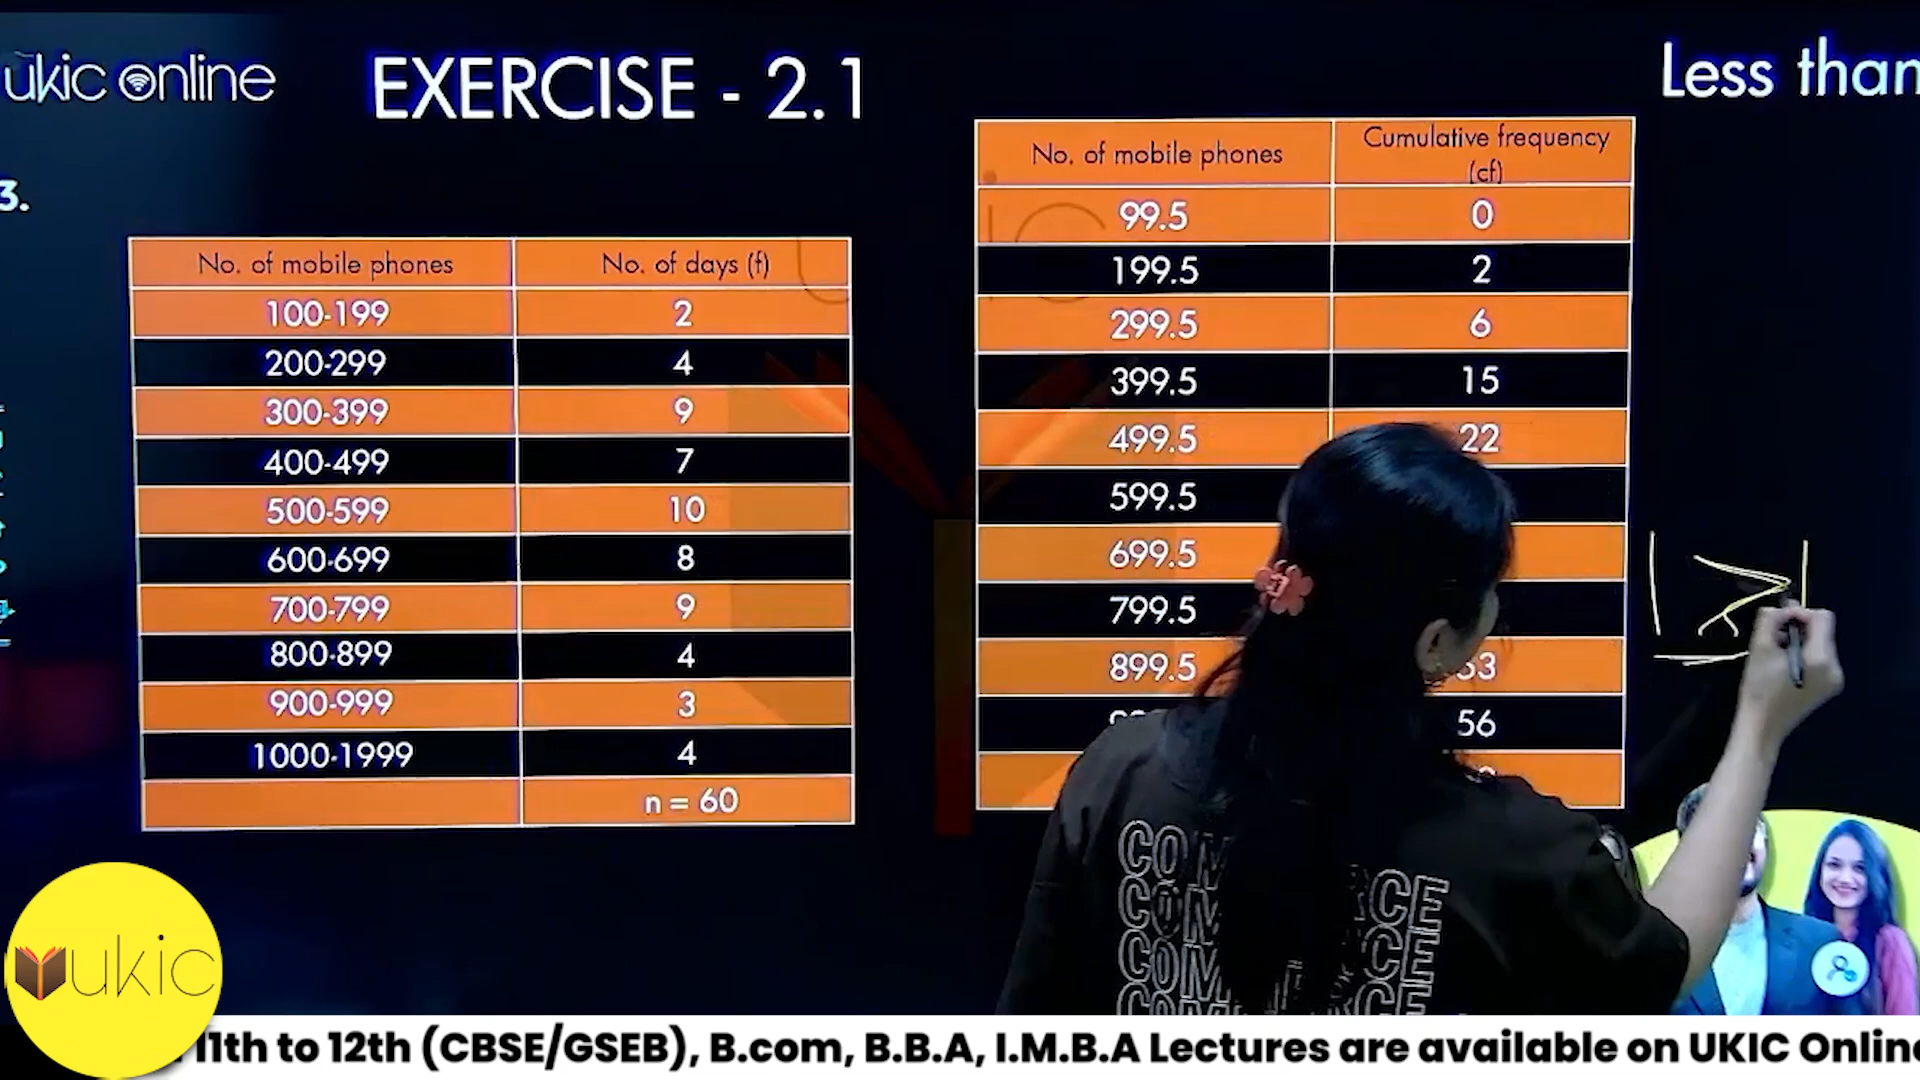 ukic online
EXERCISE - 2.1
Less than
3.
No. of mobile phones No. of days (f)
100-199 2
200-299 4
300-399 9
400-499 7
500-599 10
600-699 8
700-799 9
800-899 4
900-999 3
1000-1999 4
n = 60
No. of mobile phones Cumulative frequency (cf)
99.5 0
199.5 2
299.5 6
399.5 15
499.5 22
599.5
699.5
799.5
899.5 53
56
COMMERCE
COMMERCE
COMMERCE
ukic
11th to 12th (CBSE/GSEB), B.com, B.B.A, I.M.B.A Lectures are available on UKIC Online